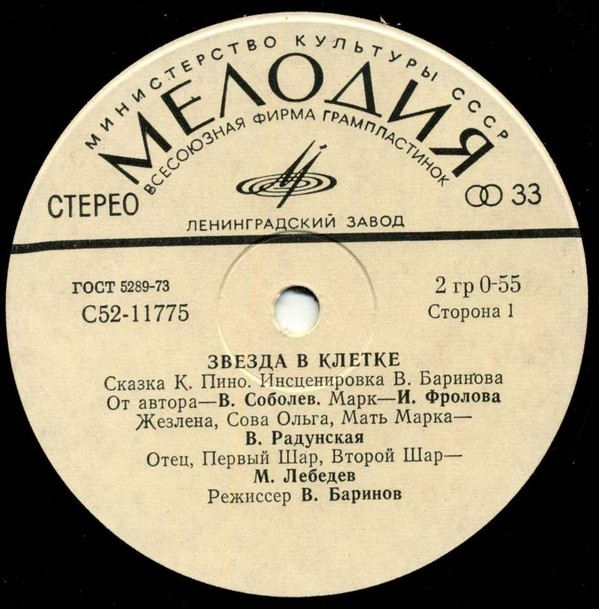 МИНИСТЕРСТВО КУЛЬТУРЫ СССР
МЕЛОДИЯ
ВСЕСОЮЗНАЯ ФИРМА ГРАМПЛАСТИНОК
СТЕРЕО
33
ЛЕНИНГРАДСКИЙ ЗАВОД
ГОСТ 5289-73
2 гр 0-55
С52-11775
Сторона 1
ЗВЕЗДА В КЛЕТКЕ
Сказка К. Пино. Инсценировка В. Баринова
От автора—В. Соболев. Марк—И. Фролова
Жезлена, Сова Ольга, Мать Марка—
В. Радунская
Отец, Первый Шар, Второй Шар—
М. Лебедев
Режиссер В. Баринов